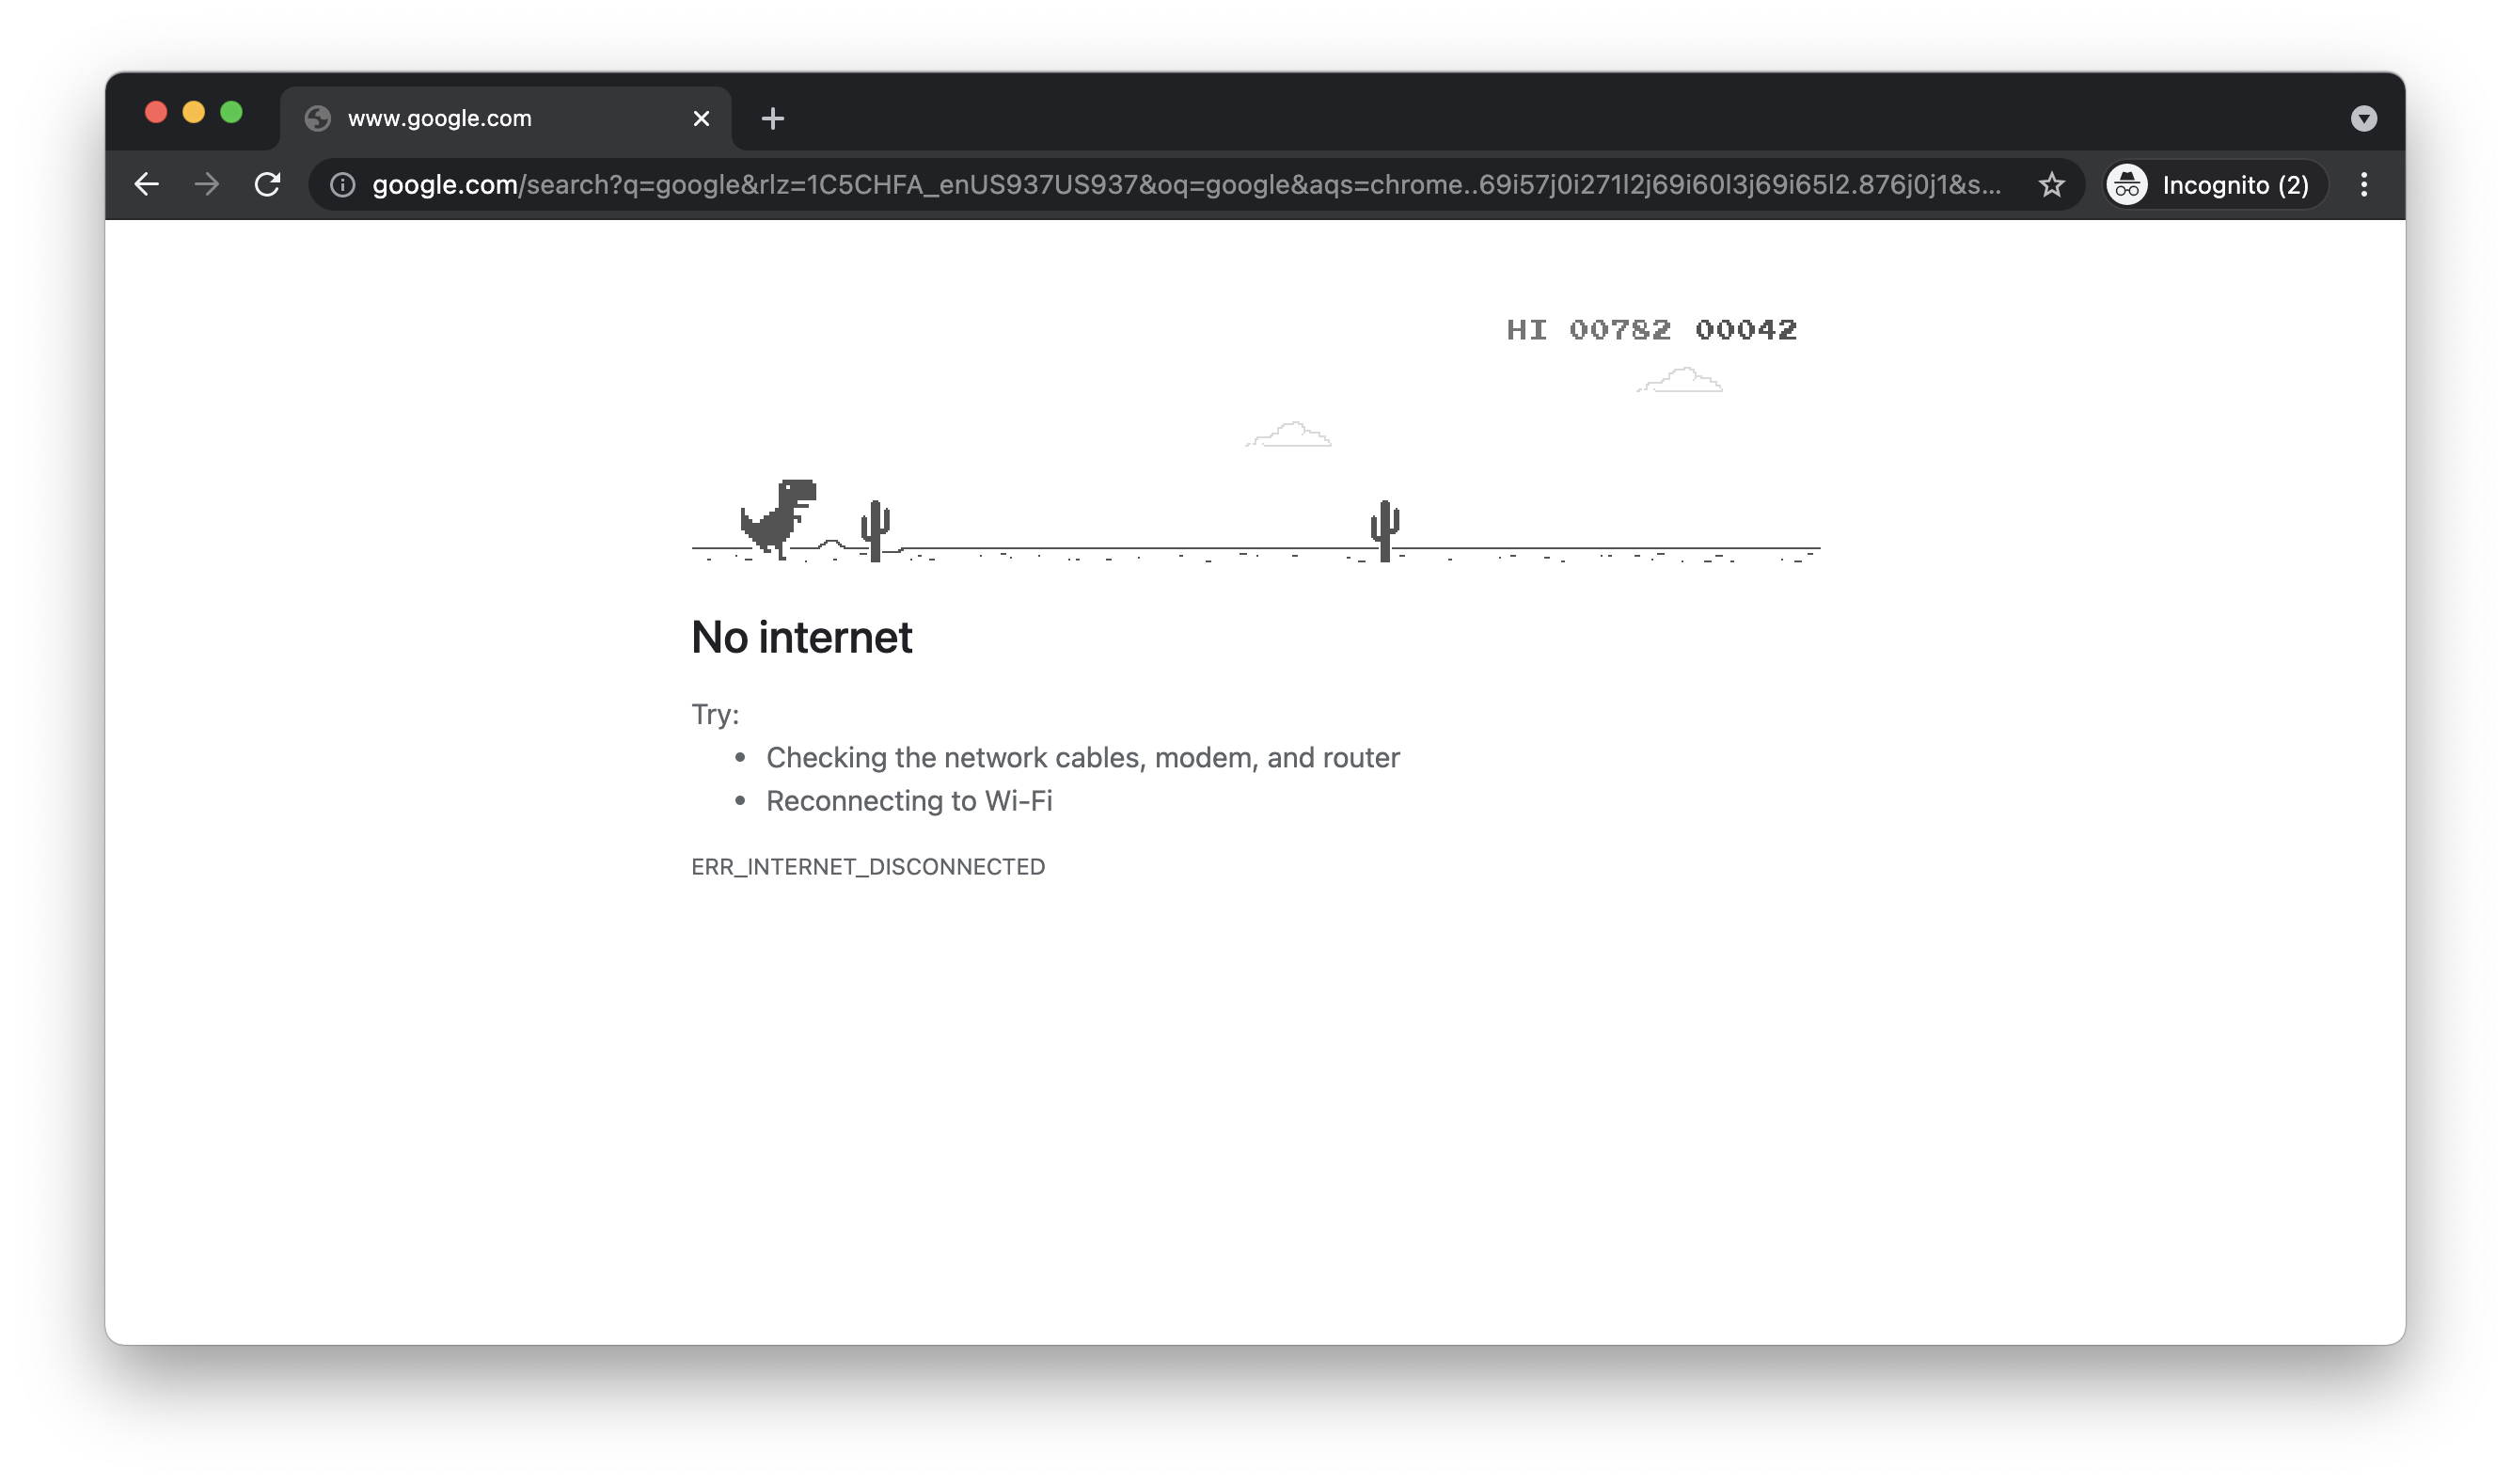 www.google.com
google.com/search?q=google&rlz=1C5CHFA_enUS937US937&oq=google&aqs=chrome..69i57j0i271l2j69i60l3j69i65l2.876j0j1&s...
Incognito (2)
HI 00782 00042
No internet
Try:
• Checking the network cables, modem, and router
• Reconnecting to Wi-Fi
ERR_INTERNET_DISCONNECTED